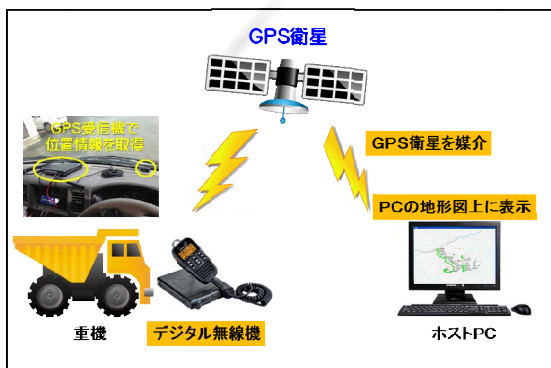 GPS衛星
GPS受信機で
位置情報を取得
GPS衛星を媒介
PCの地形図上に表示
重機
デジタル無線機
ホストPC